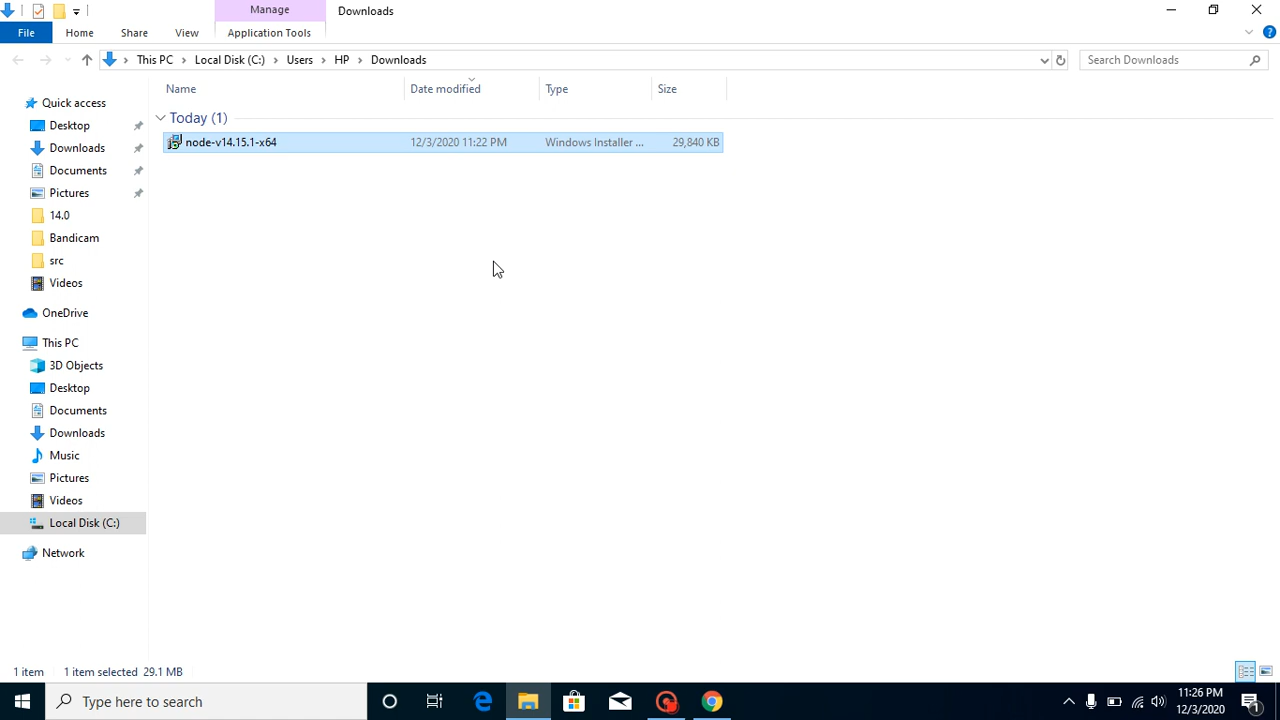 Manage
Downloads
File
Home
Share
View
Application Tools
This PC
Local Disk (C:)
Users
HP
Downloads
Search Downloads
Name
Date modified
Type
Size
Quick access
Desktop
Downloads
Documents
Pictures
14.0
Bandicam
src
Videos
OneDrive
This PC
3D Objects
Desktop
Documents
Downloads
Music
Pictures
Videos
Local Disk (C:)
Network
Today (1)
node-v14.15.1-x64 12/3/2020 11:22 PM Windows Installer ... 29,840 KB
1 item 1 item selected 29.1 MB
Type here to search
11:26 PM
12/3/2020
1